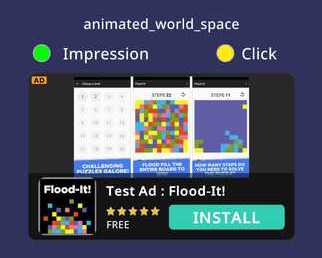 animated_world_space
Impression
Click
AD
STEPS 22
STEPS 11
CHALLENGING
PUZZLES GALORE!
FLOOD FILL THE
ENTIRE BOARD TO
HOW MANY STEPS DO
YOU NEED TO SOLVE
Flood-It!
Test Ad : Flood-It!
FREE
INSTALL